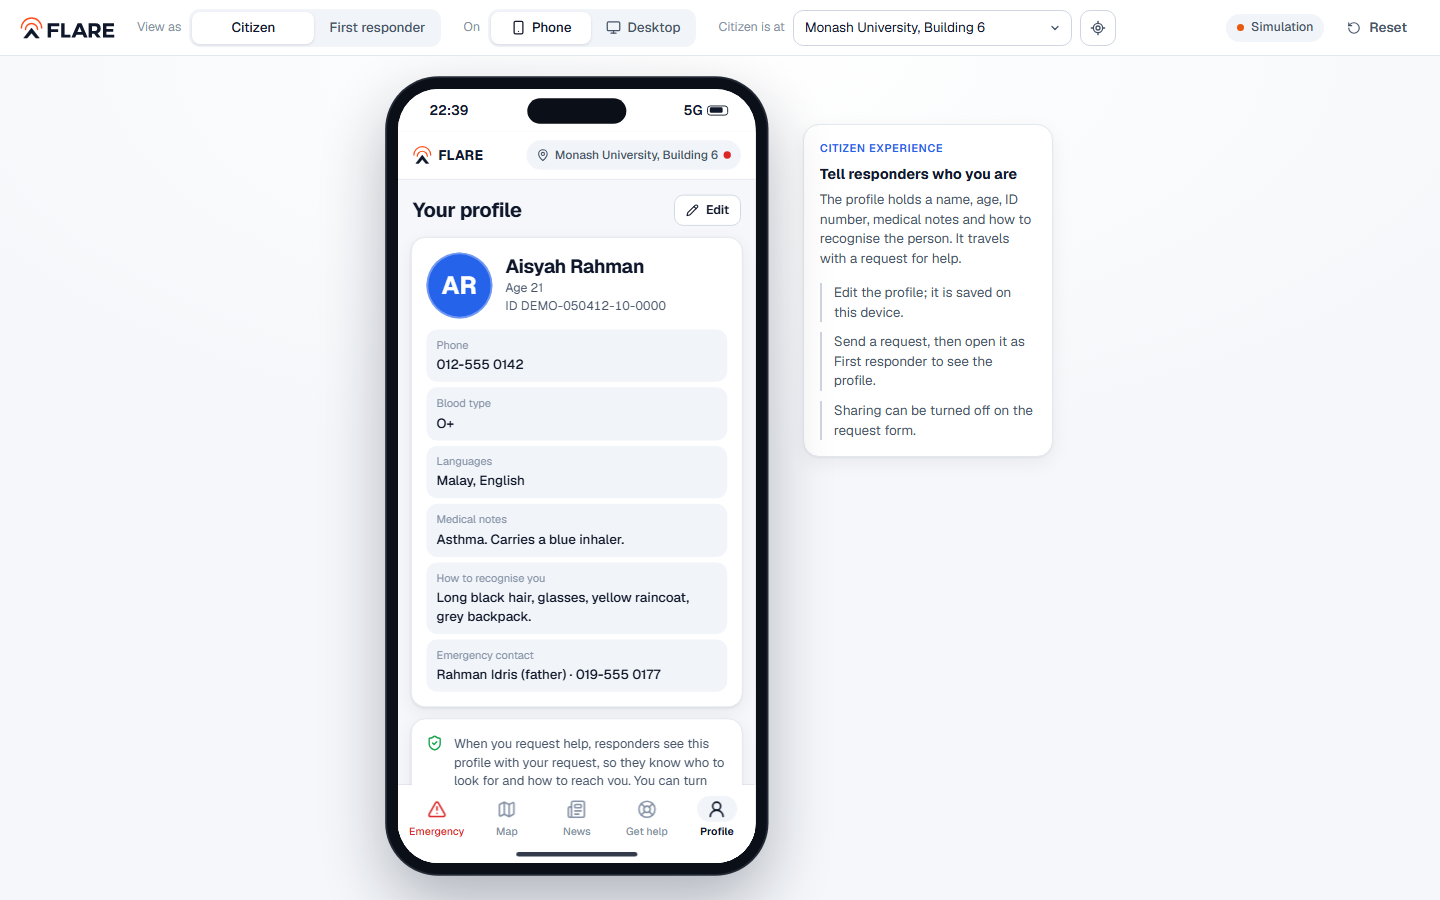 FLARE
View as
Citizen
First responder
On
Phone
Desktop
Citizen is at
Monash University, Building 6
Simulation
Reset
22:39
5G
FLARE
Monash University, Building 6
Your profile
Edit
AR
Aisyah Rahman
Age 21
ID DEMO-050412-10-0000
Phone
012-555 0142
Blood type
O+
Languages
Malay, English
Medical notes
Asthma. Carries a blue inhaler.
How to recognise you
Long black hair, glasses, yellow raincoat,
grey backpack.
Emergency contact
Rahman Idris (father) · 019-555 0177
When you request help, responders see this
profile with your request, so they know who to
look for and how to reach you. You can turn
Emergency
Map
News
Get help
Profile
CITIZEN EXPERIENCE
Tell responders who you are
The profile holds a name, age, ID
number, medical notes and how to
recognise the person. It travels
with a request for help.
Edit the profile; it is saved on
this device.
Send a request, then open it as
First responder to see the
profile.
Sharing can be turned off on the
request form.